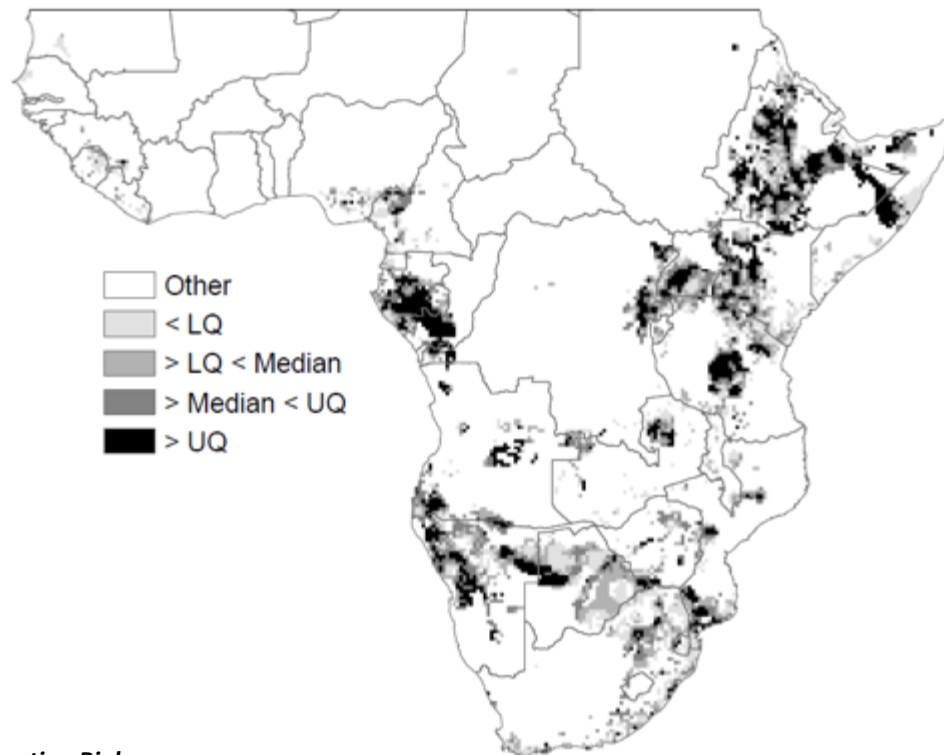 Other
< LQ
> LQ < Median
> Median < UQ
> UQ